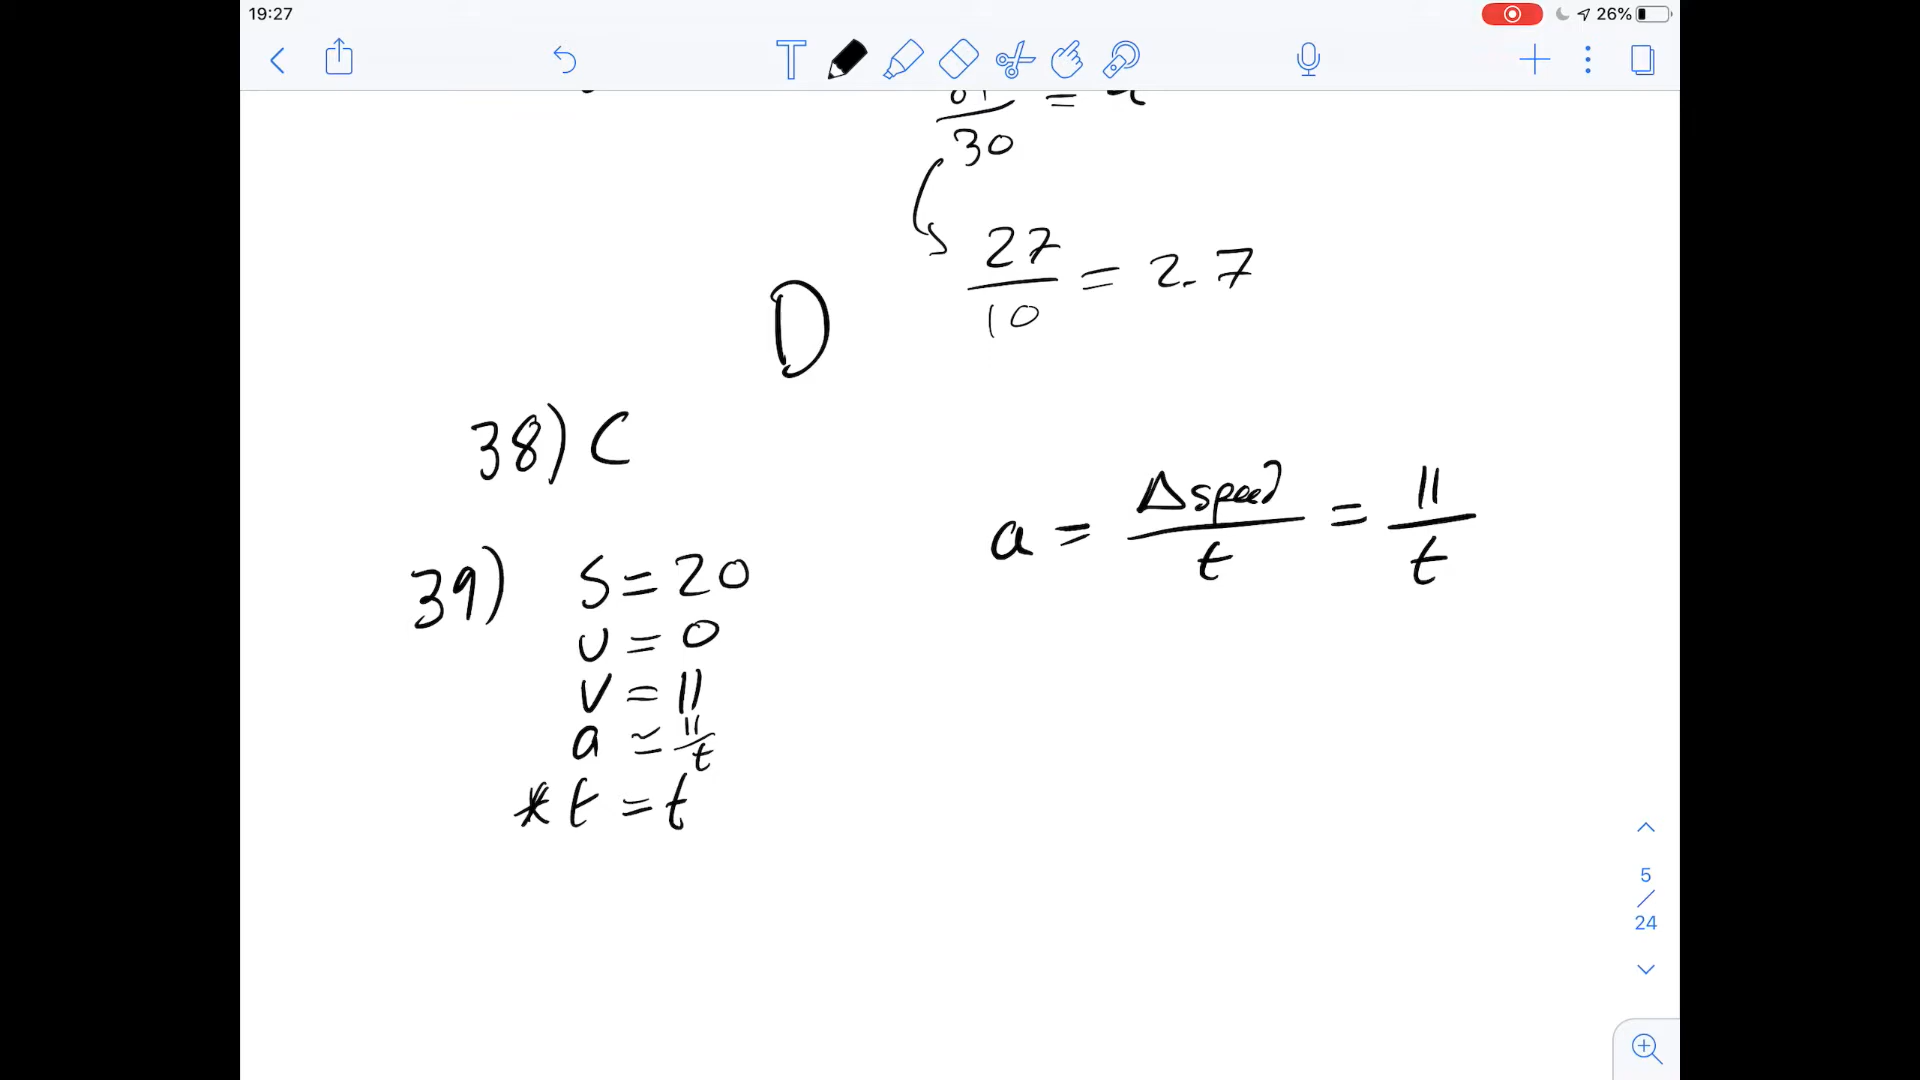 19:27
26%
T
30
27
10
= 2.7
D
38) C
a = Δspeed / t = 11 / t
39) S = 20
U = 0
V = 11
a = 11/t
* t = t
5
/
24